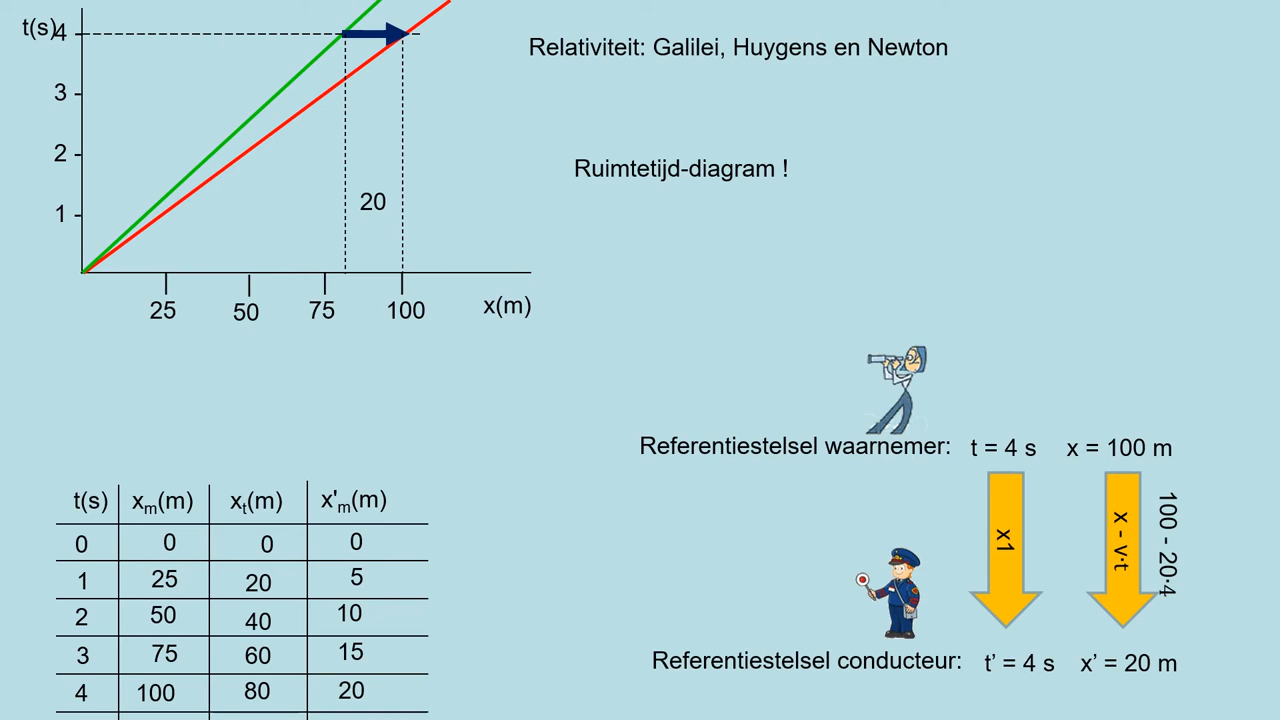 t(s)
4
3
2
1
20
25 50 75 100 x(m)
Relativiteit: Galilei, Huygens en Newton
Ruimtetijd-diagram !
Referentiestelsel waarnemer: t = 4 s x = 100 m
x1
x - v·t
100 - 20·4
Referentiestelsel conducteur: t’ = 4 s x’ = 20 m
t(s) xm(m) xt(m) x'm(m)
0 0 0 0
1 25 20 5
2 50 40 10
3 75 60 15
4 100 80 20